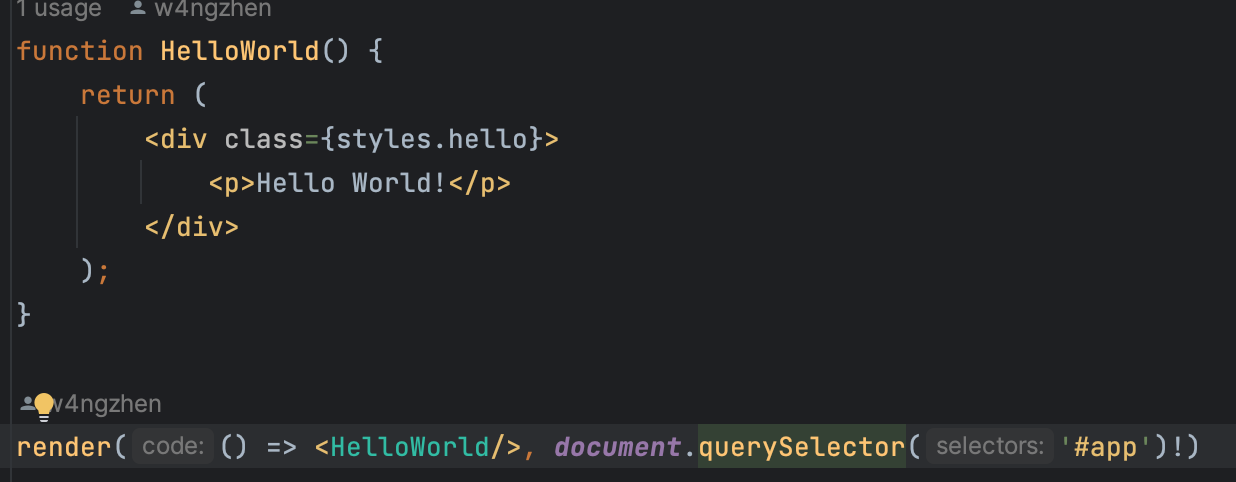 1 usage w4ngzhen
function HelloWorld() {
return (
<div class={styles.hello}>
<p>Hello World!</p>
</div>
);
}
w4ngzhen
render( code: () => <HelloWorld/>, document.querySelector( selectors: '#app')!)